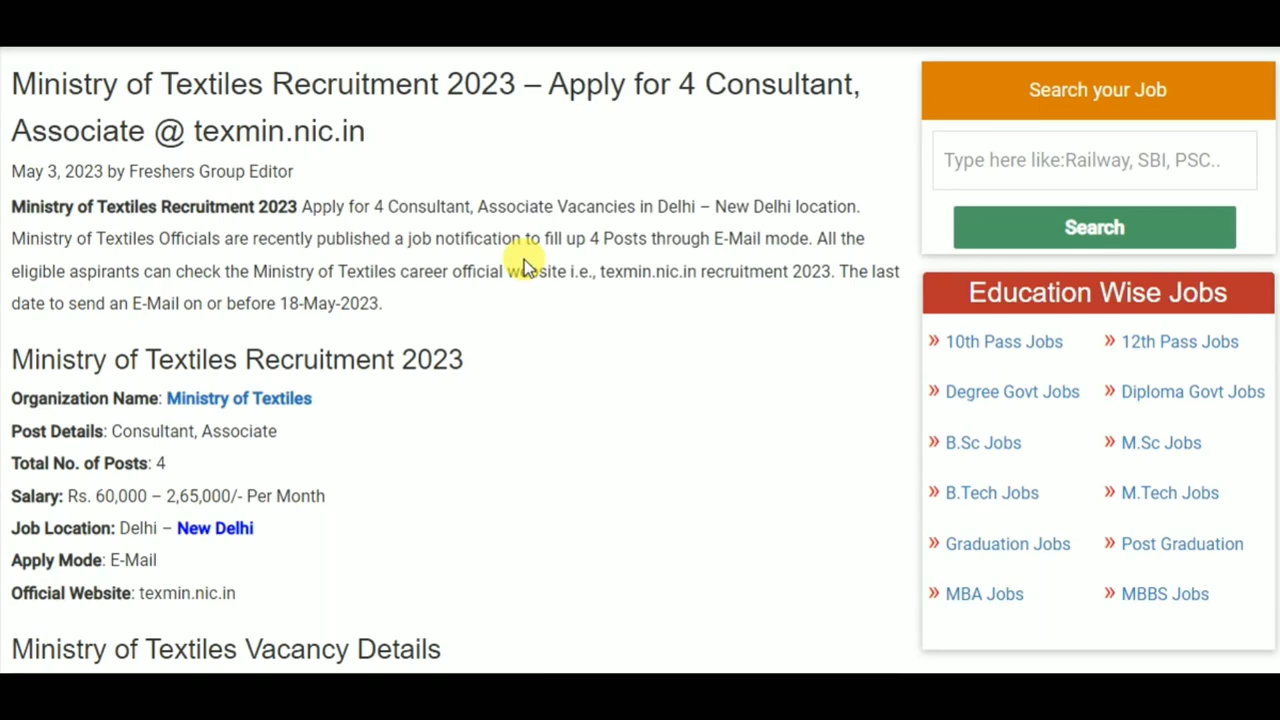 Ministry of Textiles Recruitment 2023 – Apply for 4 Consultant,
Associate @ texmin.nic.in
May 3, 2023 by Freshers Group Editor
Ministry of Textiles Recruitment 2023 Apply for 4 Consultant, Associate Vacancies in Delhi – New Delhi location.
Ministry of Textiles Officials are recently published a job notification to fill up 4 Posts through E-Mail mode. All the
eligible aspirants can check the Ministry of Textiles career official website i.e., texmin.nic.in recruitment 2023. The last
date to send an E-Mail on or before 18-May-2023.
Ministry of Textiles Recruitment 2023
Organization Name: Ministry of Textiles
Post Details: Consultant, Associate
Total No. of Posts: 4
Salary: Rs. 60,000 – 2,65,000/- Per Month
Job Location: Delhi – New Delhi
Apply Mode: E-Mail
Official Website: texmin.nic.in
Ministry of Textiles Vacancy Details
Search your Job
Type here like:Railway, SBI, PSC..
Search
Education Wise Jobs
» 10th Pass Jobs » 12th Pass Jobs
» Degree Govt Jobs » Diploma Govt Jobs
» B.Sc Jobs » M.Sc Jobs
» B.Tech Jobs » M.Tech Jobs
» Graduation Jobs » Post Graduation
» MBA Jobs » MBBS Jobs